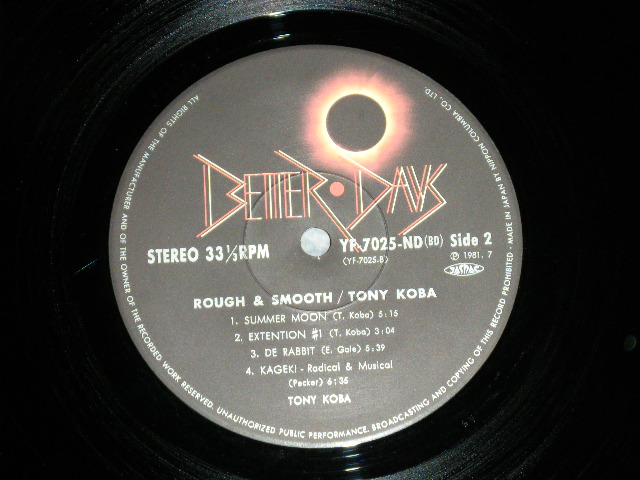 BETTER DAYS
STEREO 33⅓RPM
YF-7025-ND(BD) Side 2
(YF-7025-B)
Ⓟ 1981. 7
JASRAC
ROUGH & SMOOTH / TONY KOBA
1. SUMMER MOON (T. Koba) 5:15
2. EXTENTION #1 (T. Koba) 3:04
3. DE RABBIT (E. Gale) 5:39
4. KAGEKI - Radical & Musical
(Pecker) 6:35
TONY KOBA
ALL RIGHTS OF THE MANUFACTURER AND OF THE OWNER OF THE RECORDED WORK RESERVED. UNAUTHORIZED PUBLIC PERFORMANCE. BROADCASTING AND COPYING OF THIS RECORD PROHIBITED - MADE IN JAPAN BY NIPPON COLUMBIA CO., LTD.